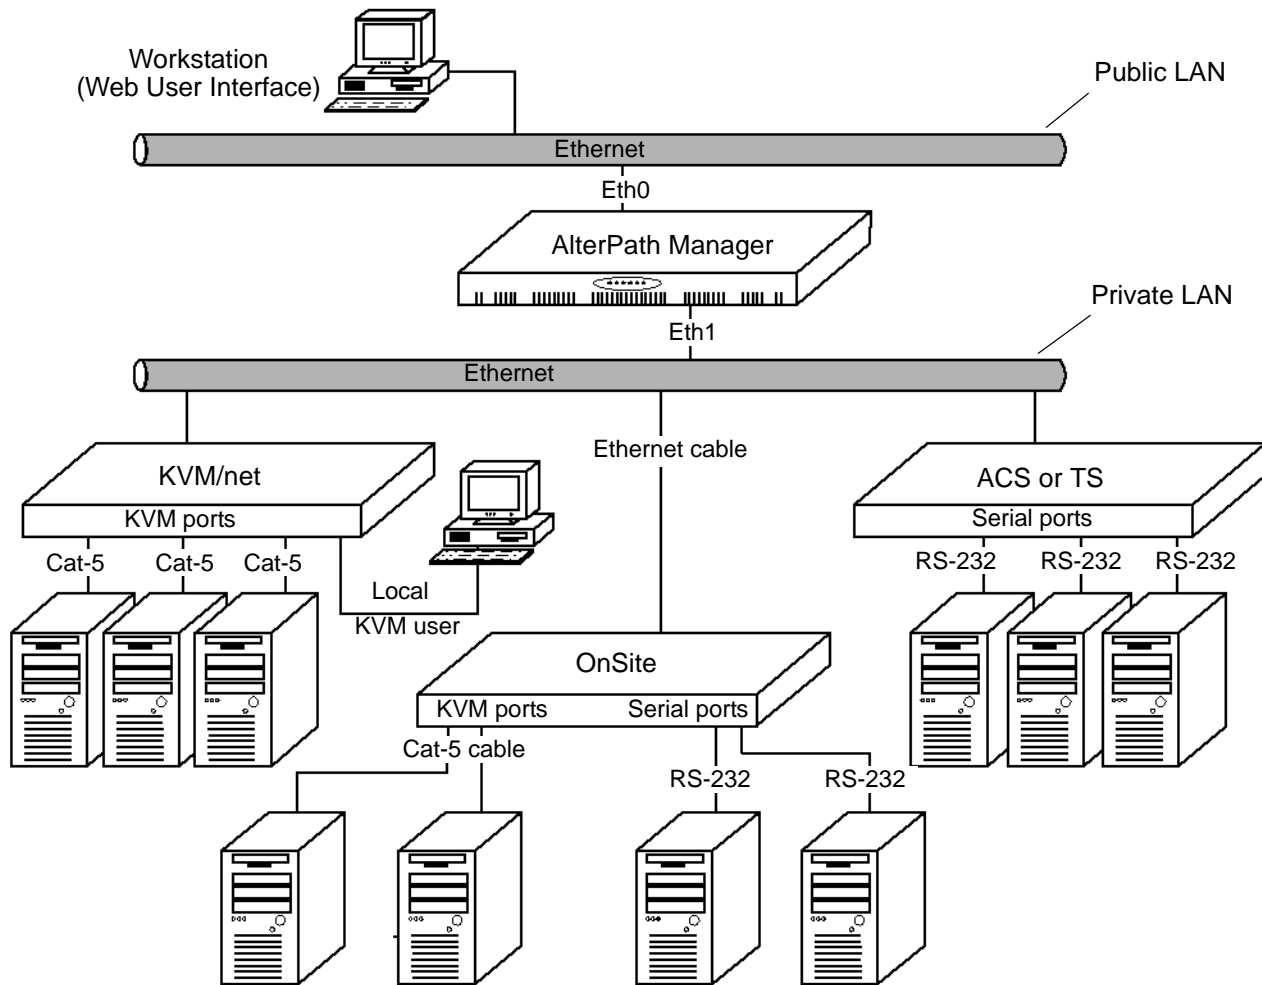 Workstation
(Web User Interface)
Public LAN
Ethernet
Eth0
AlterPath Manager
Private LAN
Eth1
Ethernet
Ethernet cable
KVM/net
KVM ports
ACS or TS
Serial ports
Cat-5
Cat-5
Cat-5
RS-232
RS-232
RS-232
Local
KVM user
OnSite
KVM ports
Serial ports
Cat-5 cable
RS-232
RS-232